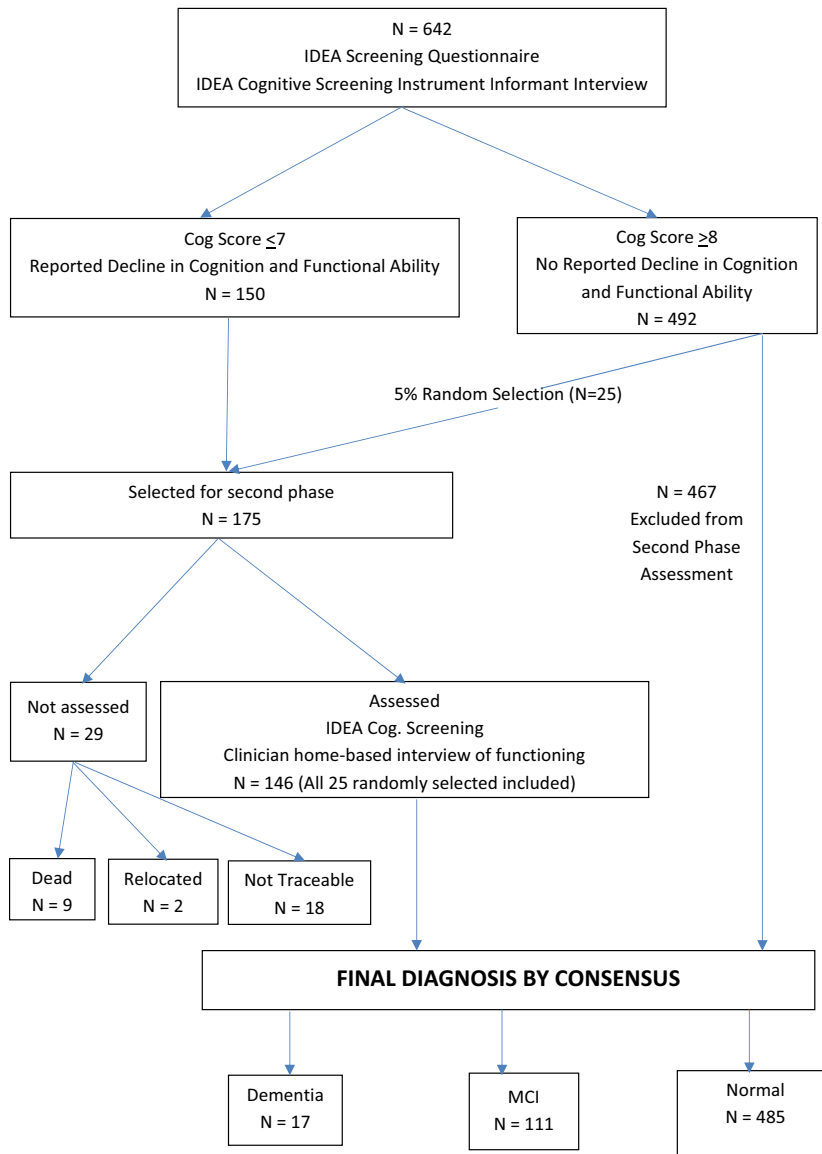 N = 642
IDEA Screening Questionnaire
IDEA Cognitive Screening Instrument Informant Interview
Cog Score <7
Reported Decline in Cognition and Functional Ability
N = 150
Cog Score >8
No Reported Decline in Cognition
and Functional Ability
N = 492
5% Random Selection (N=25)
Selected for second phase
N = 175
N = 467
Excluded from
Second Phase
Assessment
Not assessed
N = 29
Assessed
IDEA Cog. Screening
Clinician home-based interview of functioning
N = 146 (All 25 randomly selected included)
Dead
N = 9
Relocated
N = 2
Not Traceable
N = 18
FINAL DIAGNOSIS BY CONSENSUS
Dementia
N = 17
MCI
N = 111
Normal
N = 485